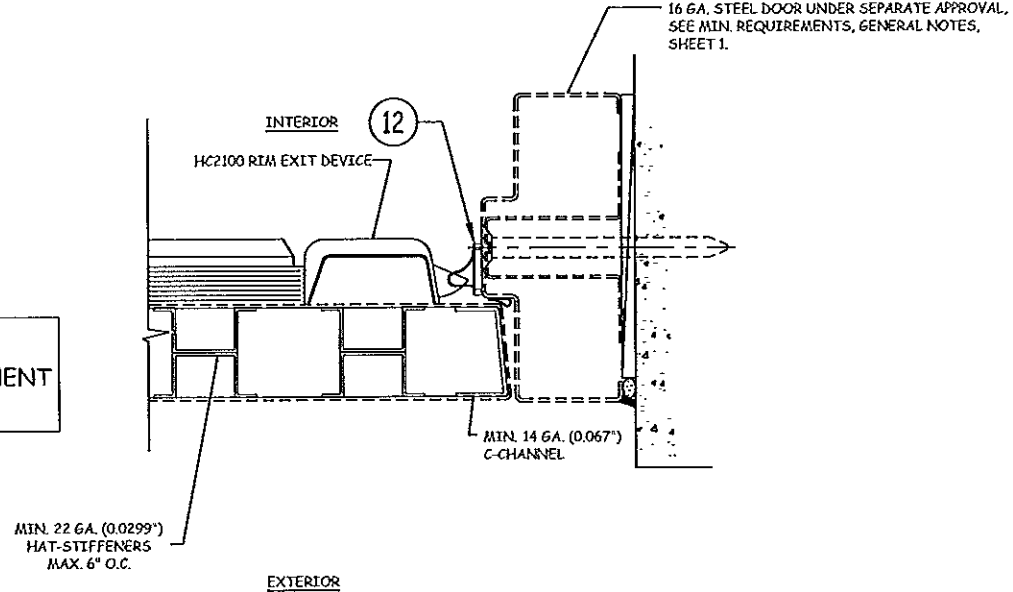 16 GA. STEEL DOOR UNDER SEPARATE APPROVAL,
SEE MIN. REQUIREMENTS, GENERAL NOTES,
SHEET 1.
INTERIOR
12
HC2100 RIM EXIT DEVICE
MENT
MIN. 14 GA. (0.067")
C-CHANNEL
MIN. 22 GA. (0.0299")
HAT-STIFFENERS
MAX. 6" O.C.
EXTERIOR